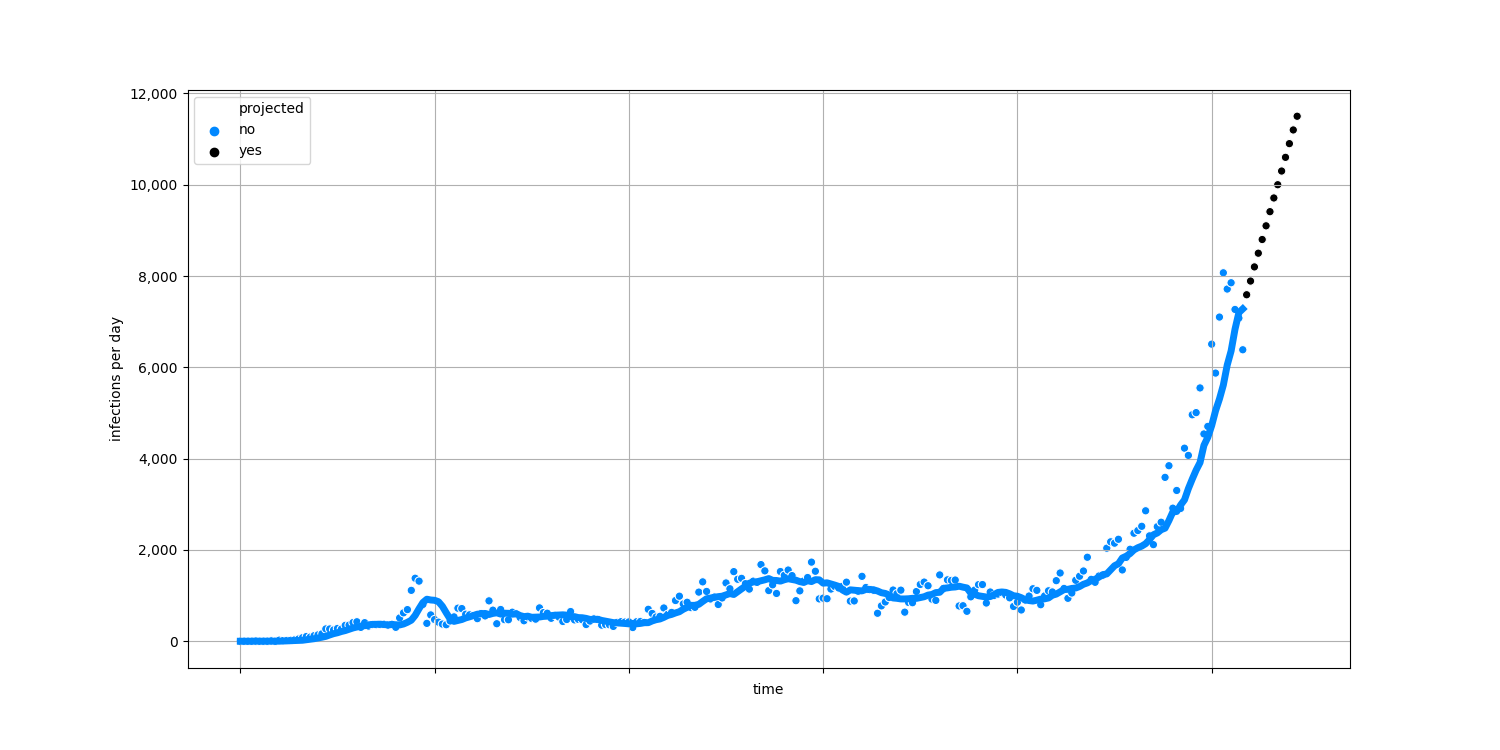 12,000
projected
no
yes
10,000
8,000
6,000
4,000
2,000
0
infections per day
time